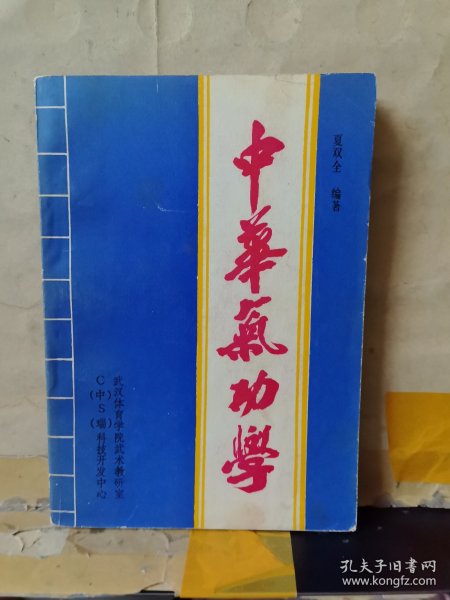 中華氣功學
夏双全 编著
武汉体育学院武术教研室
C(中)S(瑞)科技开发中心
孔夫子旧书网
www.kongfz.com